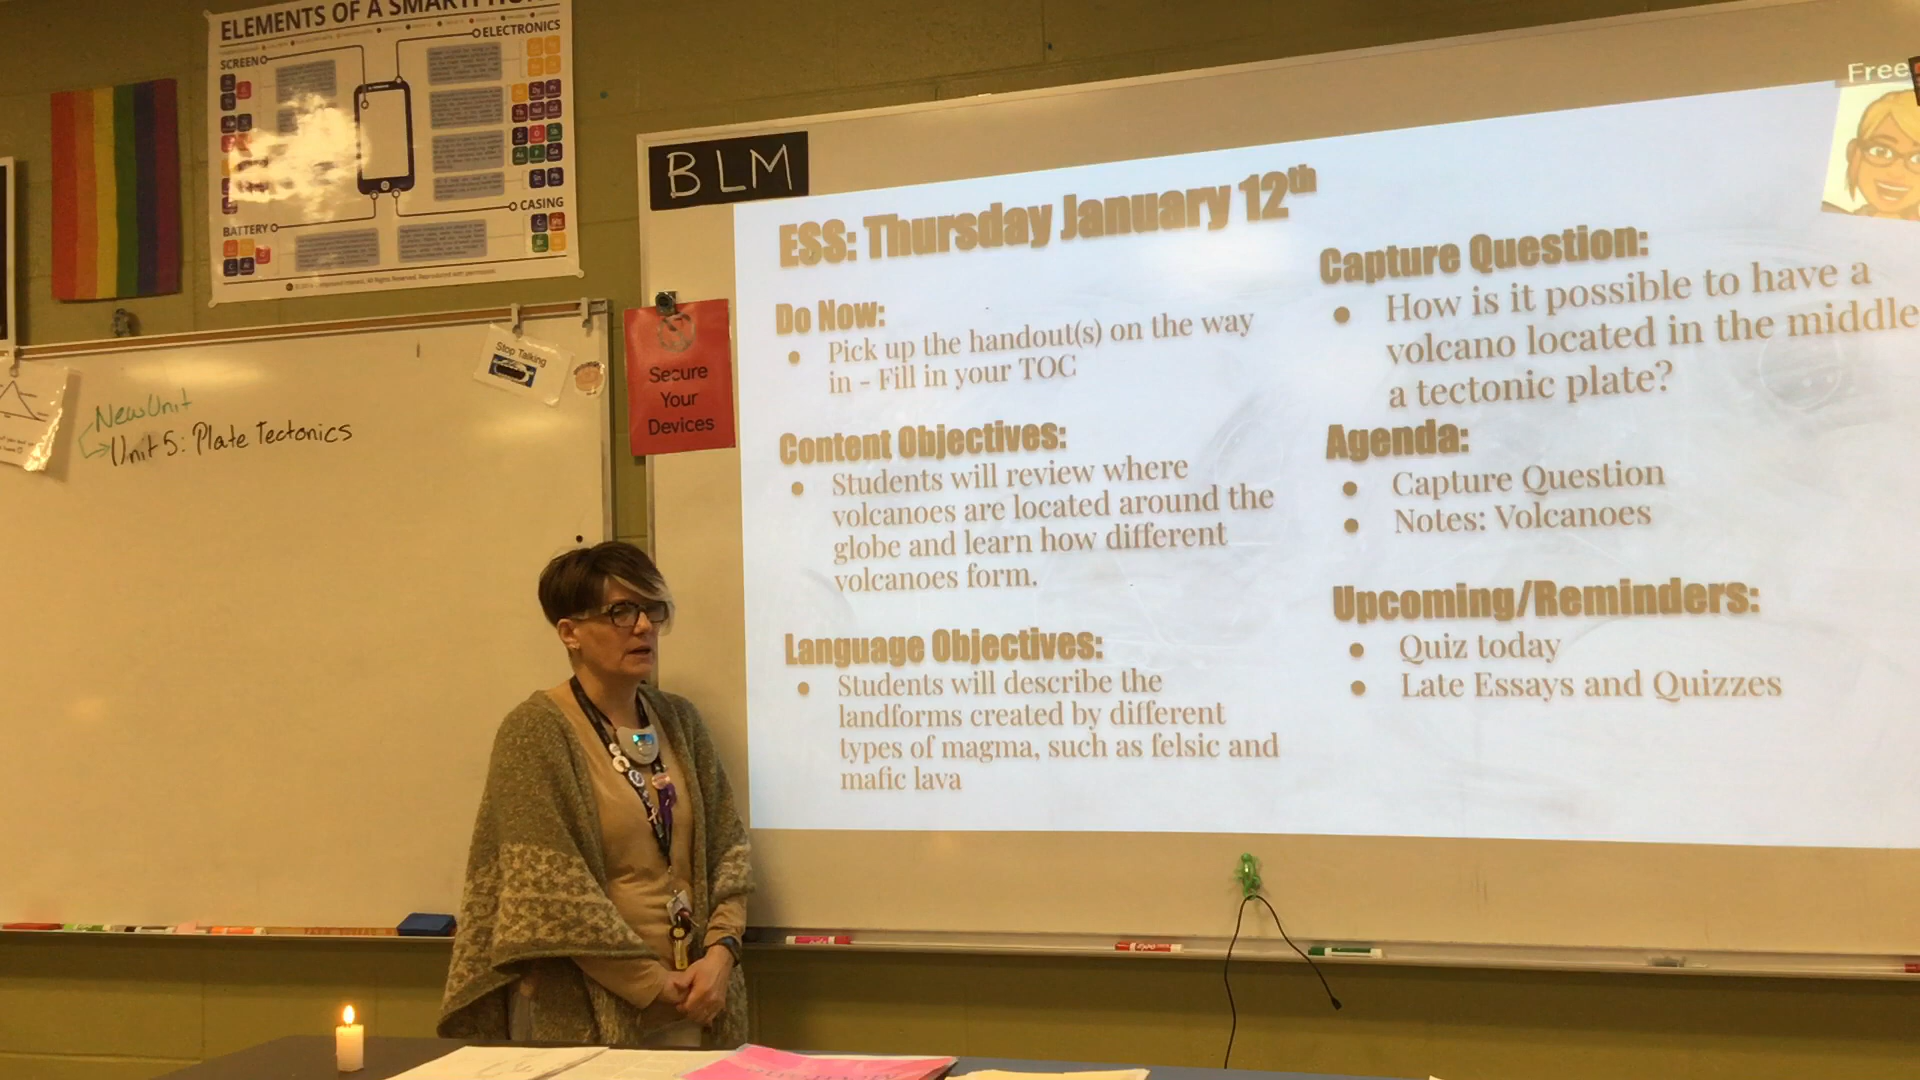 ELEMENTS OF A SMARTPHON
SCREEN
ELECTRONICS
BATTERY
CASING
BLM
Stop Talking
Secure
Your
Devices
New Unit
Unit 5: Plate Tectonics
Free
ESS: Thursday January 12th
Do Now:
Pick up the handout(s) on the way
in - Fill in your TOC
Content Objectives:
Students will review where
volcanoes are located around the
globe and learn how different
volcanoes form.
Language Objectives:
Students will describe the
landforms created by different
types of magma, such as felsic and
mafic lava
Capture Question:
How is it possible to have a
volcano located in the middle
a tectonic plate?
Agenda:
Capture Question
Notes: Volcanoes
Upcoming/Reminders:
Quiz today
Late Essays and Quizzes